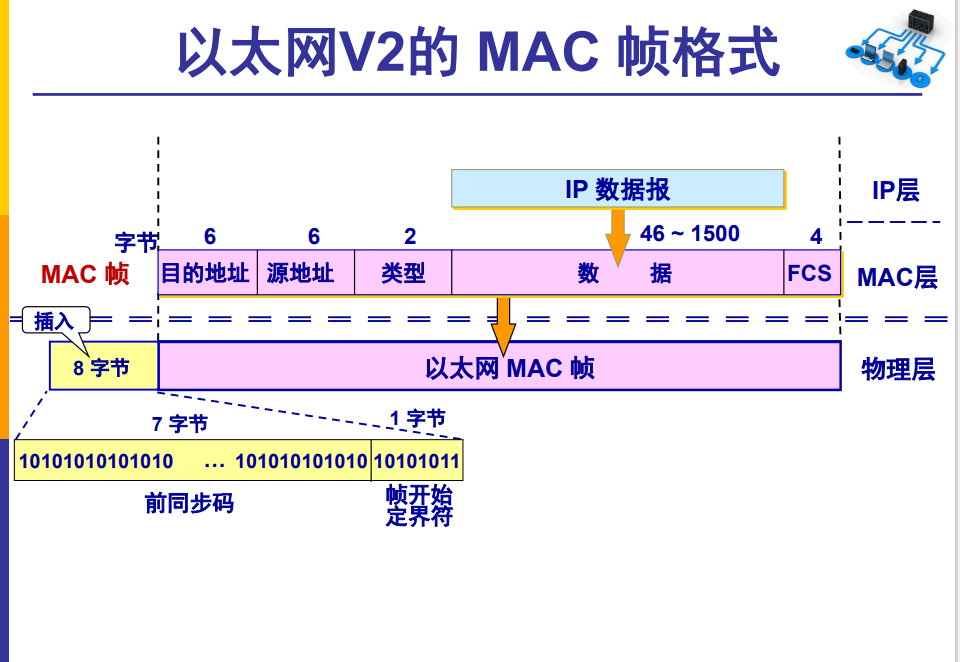 以太网V2的 MAC 帧格式
IP 数据报
IP层
字节
6
6
2
46 ~ 1500
4
MAC 帧
目的地址
源地址
类型
数 据
FCS
MAC层
插入
8 字节
以太网 MAC 帧
物理层
7 字节
1 字节
10101010101010 … 101010101010
10101011
前同步码
帧开始
定界符